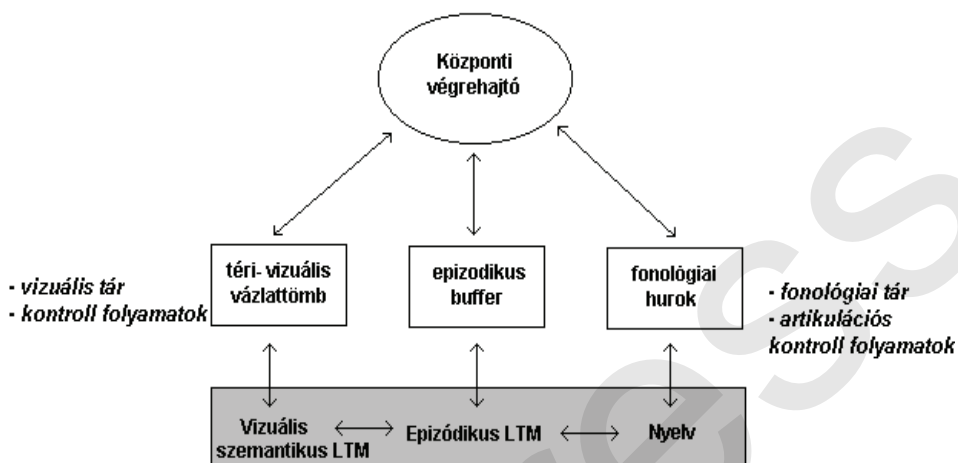 Központi
végrehajtó
téri- vizuális
vázlattömb
epizodikus
buffer
fonológiai
hurok
- vizuális tár
- kontroll folyamatok
- fonológiai tár
- artikulációs
kontroll folyamatok
Vizuális
szemantikus LTM
Epizódikus LTM
Nyelv